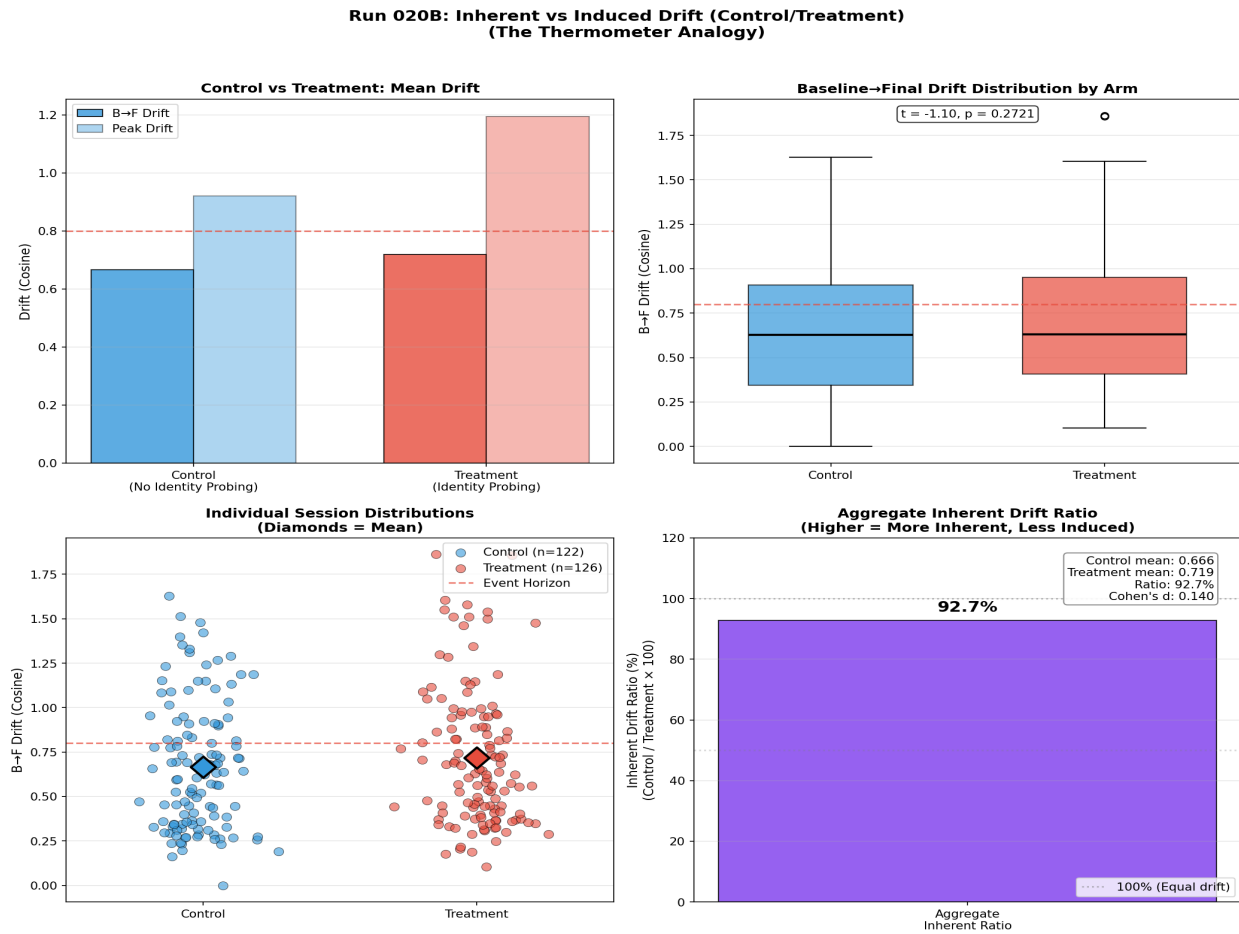 Run 020B: Inherent vs Induced Drift (Control/Treatment)
(The Thermometer Analogy)
Control vs Treatment: Mean Drift
B→F Drift
Peak Drift
Drift (Cosine)
1.2
1.0
0.8
0.6
0.4
0.2
0.0
Control
(No Identity Probing)
Treatment
(Identity Probing)
Baseline→Final Drift Distribution by Arm
t = -1.10, p = 0.2721
B→F Drift (Cosine)
1.75
1.50
1.25
1.00
0.75
0.50
0.25
0.00
Control
Treatment
Individual Session Distributions
(Diamonds = Mean)
Control (n=122)
Treatment (n=126)
Event Horizon
B→F Drift (Cosine)
1.75
1.50
1.25
1.00
0.75
0.50
0.25
0.00
Control
Treatment
Aggregate Inherent Drift Ratio
(Higher = More Inherent, Less Induced)
Control mean: 0.666
Treatment mean: 0.719
Ratio: 92.7%
Cohen's d: 0.140
92.7%
Inherent Drift Ratio (%)
(Control / Treatment × 100)
120
100
80
60
40
20
0
100% (Equal drift)
Aggregate
Inherent Ratio